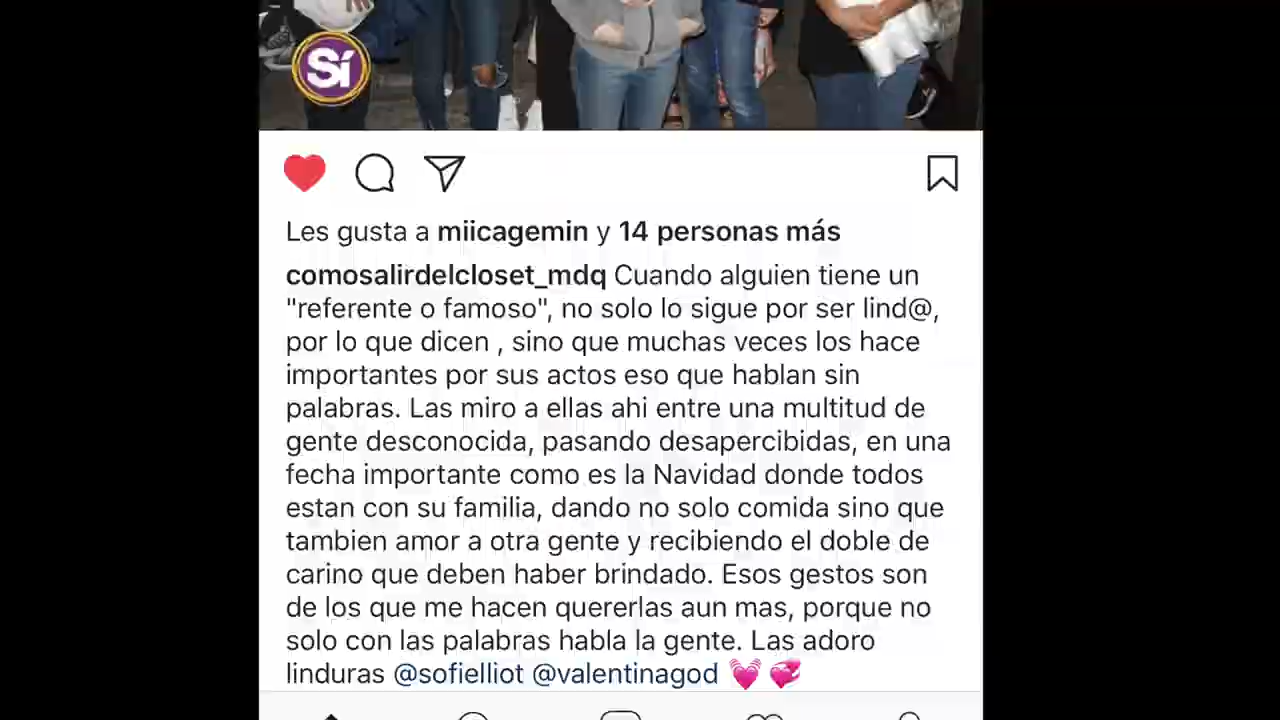 Sí
Les gusta a miicagemin y 14 personas más
comosalirdelcloset_mdq Cuando alguien tiene un
"referente o famoso", no solo lo sigue por ser lind@,
por lo que dicen , sino que muchas veces los hace
importantes por sus actos eso que hablan sin
palabras. Las miro a ellas ahi entre una multitud de
gente desconocida, pasando desapercibidas, en una
fecha importante como es la Navidad donde todos
estan con su familia, dando no solo comida sino que
tambien amor a otra gente y recibiendo el doble de
carino que deben haber brindado. Esos gestos son
de los que me hacen quererlas aun mas, porque no
solo con las palabras habla la gente. Las adoro
linduras @sofielliot @valentinagod 💓 💞